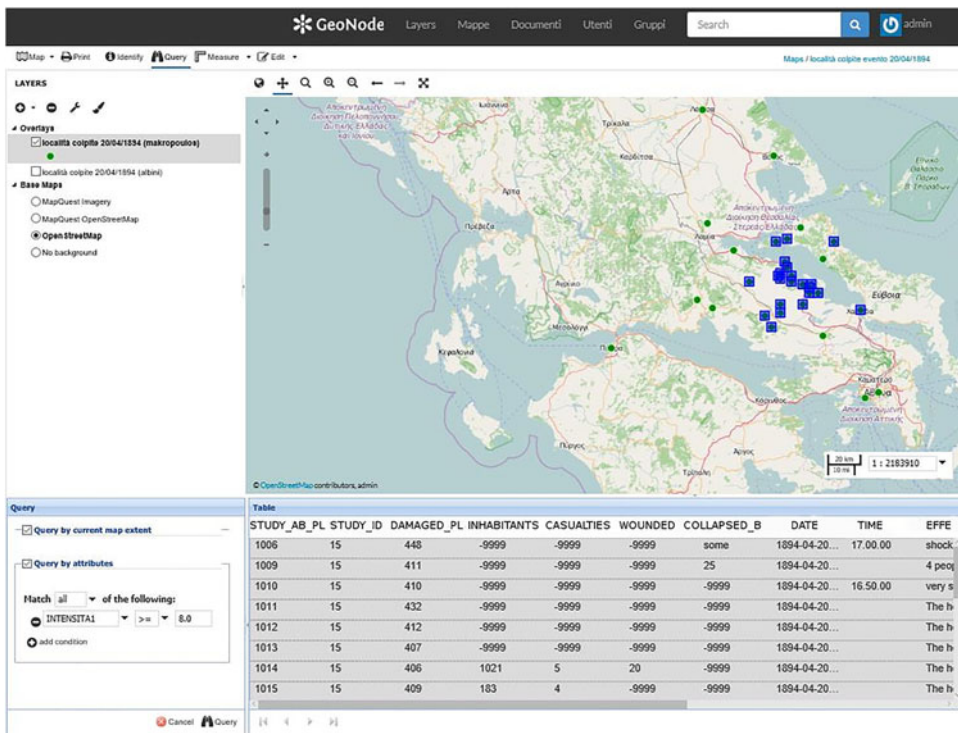 GeoNode Layers Mappe Documenti Utenti Gruppi Search admin
Map Print Identify Query Measure Edit Maps / località colpite evento 20/04/1894
LAYERS
Overlays
località colpite 20/04/1894 (makropoulos)
località colpite 20/04/1894 (albini)
Base Maps
MapQuest Imagery
MapQuest OpenStreetMap
OpenStreetMap
No background
Ιωάννινα
Τρίκαλα
Καρδίτσα
Άρτα
Πρέβεζα
Λαμία
Αγρίνιο
Μεσολόγγι
Εύβοια
Κεφαλονιά
Πάτρα
Καματερό
Αθήνα
Κόρινθος
Πύργος
Άργος
Τρίπολη
20 km
10 mi
1 : 2183910
© OpenStreetMap contributors, admin
Query
Query by current map extent
Query by attributes
Match all of the following:
INTENSITA1 >= 8.0
add condition
Cancel Query
Table
STUDY_AB_PL STUDY_ID DAMAGED_PL INHABITANTS CASUALTIES WOUNDED COLLAPSED_B DATE TIME EFFE
1006 15 448 -9999 -9999 -9999 some 1894-04-20... 17.00.00 shock
1009 15 411 -9999 -9999 -9999 25 1894-04-20... 4 peop
1010 15 410 -9999 -9999 -9999 -9999 1894-04-20... 16.50.00 very s
1011 15 432 -9999 -9999 -9999 -9999 1894-04-20... The h
1012 15 412 -9999 -9999 -9999 -9999 1894-04-20... The h
1013 15 407 -9999 -9999 -9999 -9999 1894-04-20... The h
1014 15 406 1021 5 20 -9999 1894-04-20... The h
1015 15 409 183 4 -9999 -9999 1894-04-20... The h